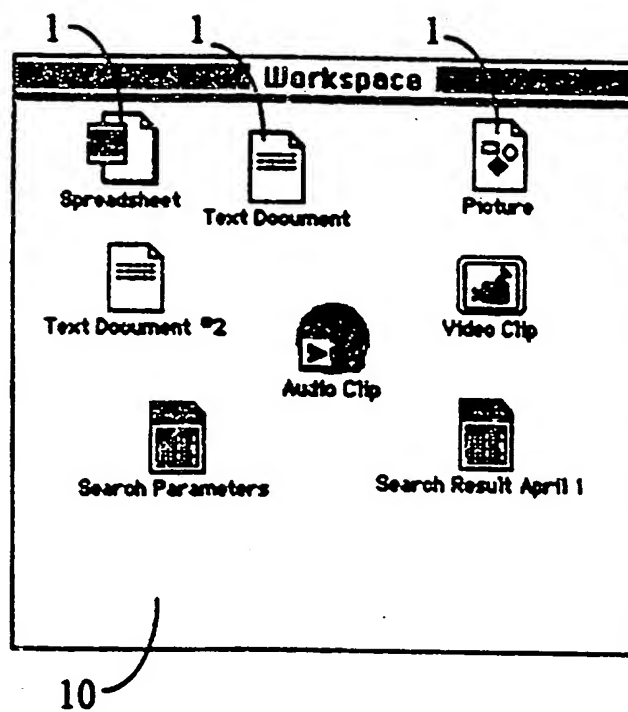 1 1 1
Workspace
Spreadsheet
Text Document
Picture
Text Document #2
Video Clip
Audio Clip
Search Parameters
Search Result April 1
10